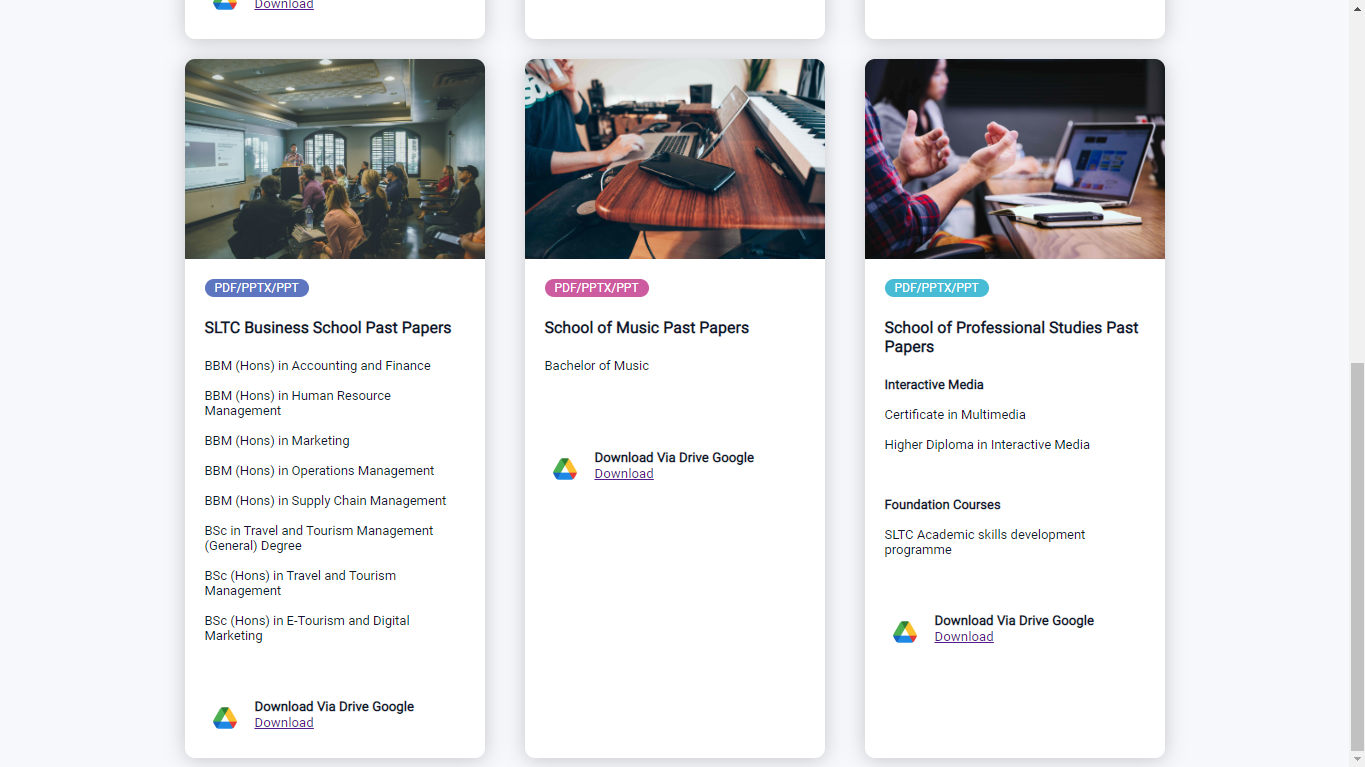 Download
PDF/PPTX/PPT
SLTC Business School Past Papers
BBM (Hons) in Accounting and Finance
BBM (Hons) in Human Resource
Management
BBM (Hons) in Marketing
BBM (Hons) in Operations Management
BBM (Hons) in Supply Chain Management
BSc in Travel and Tourism Management
(General) Degree
BSc (Hons) in Travel and Tourism
Management
BSc (Hons) in E-Tourism and Digital
Marketing
Download Via Drive Google
Download
PDF/PPTX/PPT
School of Music Past Papers
Bachelor of Music
Download Via Drive Google
Download
PDF/PPTX/PPT
School of Professional Studies Past
Papers
Interactive Media
Certificate in Multimedia
Higher Diploma in Interactive Media
Foundation Courses
SLTC Academic skills development
programme
Download Via Drive Google
Download